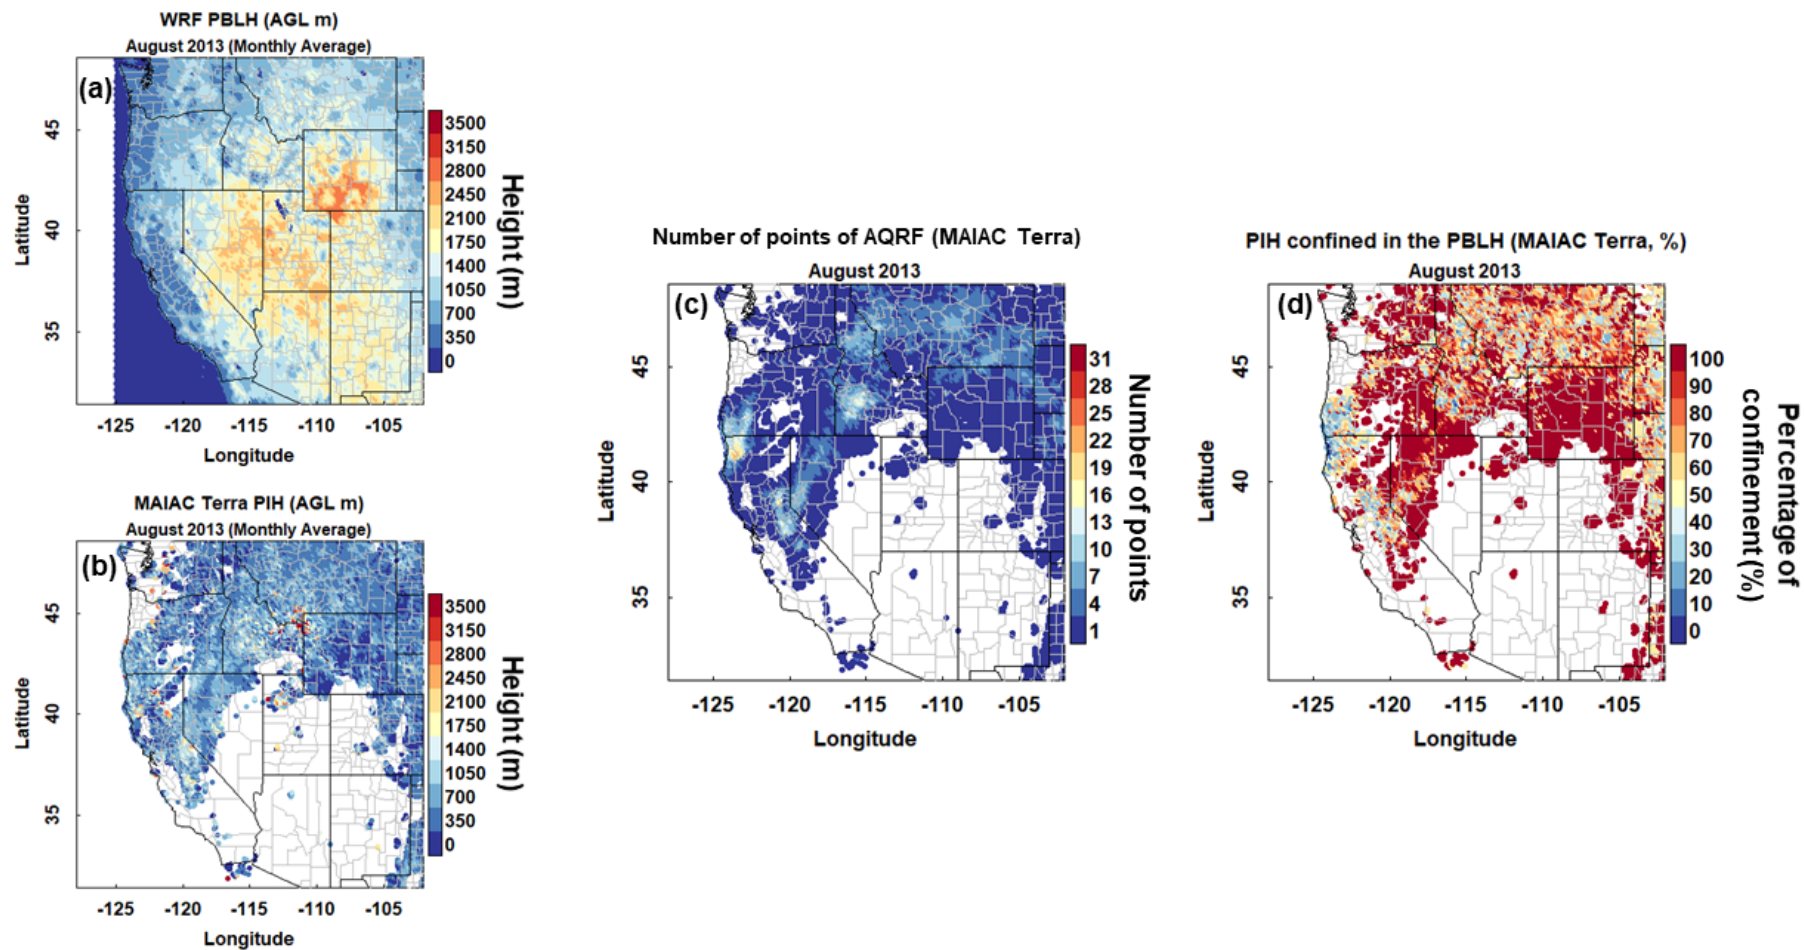 WRF PBLH (AGL m)
August 2013 (Monthly Average)
(a)
45
40
35
Latitude
-125 -120 -115 -110 -105
Longitude
3500
3150
2800
2450
2100
1750
1400
1050
700
350
0
Height (m)
MAIAC Terra PIH (AGL m)
August 2013 (Monthly Average)
(b)
45
40
35
Latitude
-125 -120 -115 -110 -105
Longitude
3500
3150
2800
2450
2100
1750
1400
1050
700
350
0
Height (m)
Number of points of AQRF (MAIAC Terra)
August 2013
(c)
45
40
35
Latitude
-125 -120 -115 -110 -105
Longitude
31
28
25
22
19
16
13
10
7
4
1
Number of points
PIH confined in the PBLH (MAIAC Terra, %)
August 2013
(d)
45
40
35
Latitude
-125 -120 -115 -110 -105
Longitude
100
90
80
70
60
50
40
30
20
10
0
Percentage of
confinement (%)